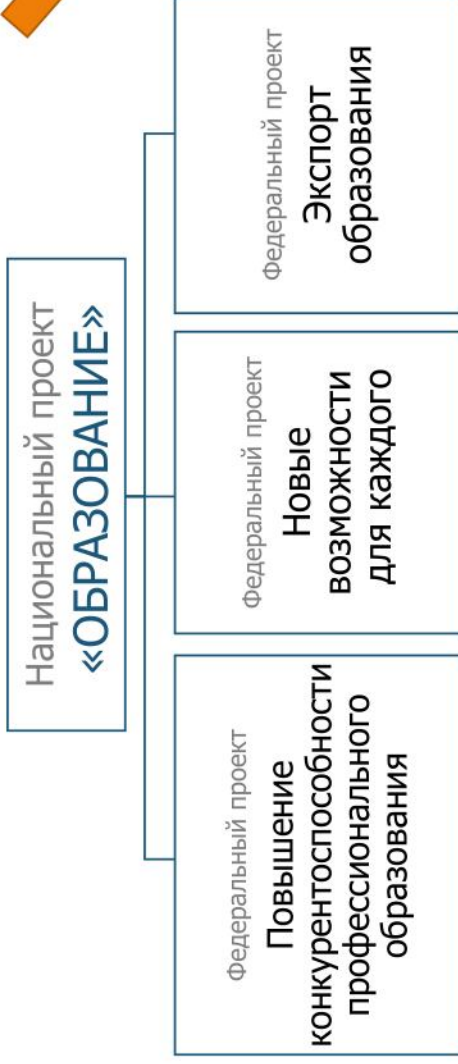 Национальный проект
«ОБРАЗОВАНИЕ»
Федеральный проект
Повышение
конкурентоспособности
профессионального
образования
Федеральный проект
Новые
возможности
для каждого
Федеральный проект
Экспорт
образования